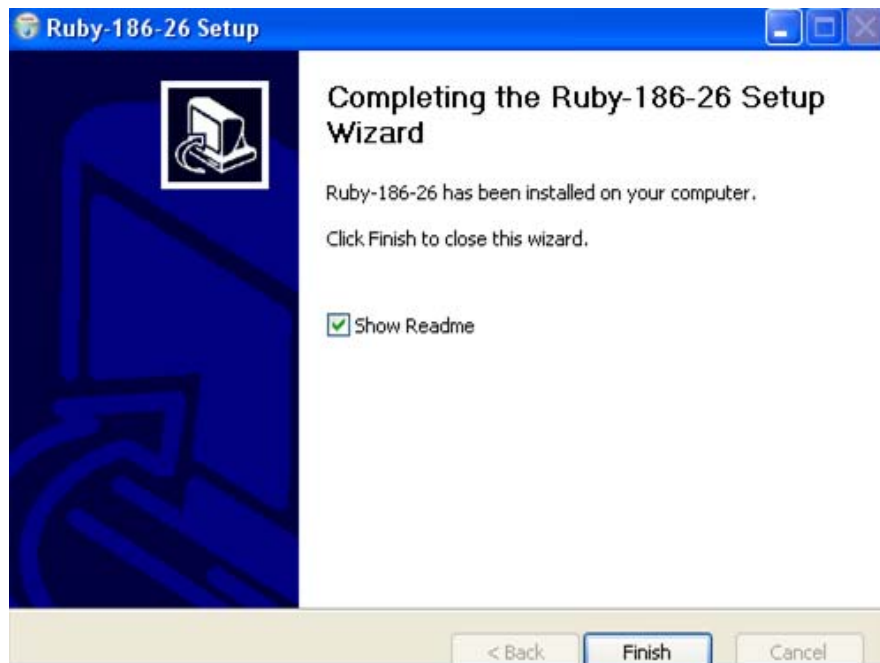 Ruby-186-26 Setup
Completing the Ruby-186-26 Setup
Wizard
Ruby-186-26 has been installed on your computer.
Click Finish to close this wizard.
Show Readme
< Back
Finish
Cancel